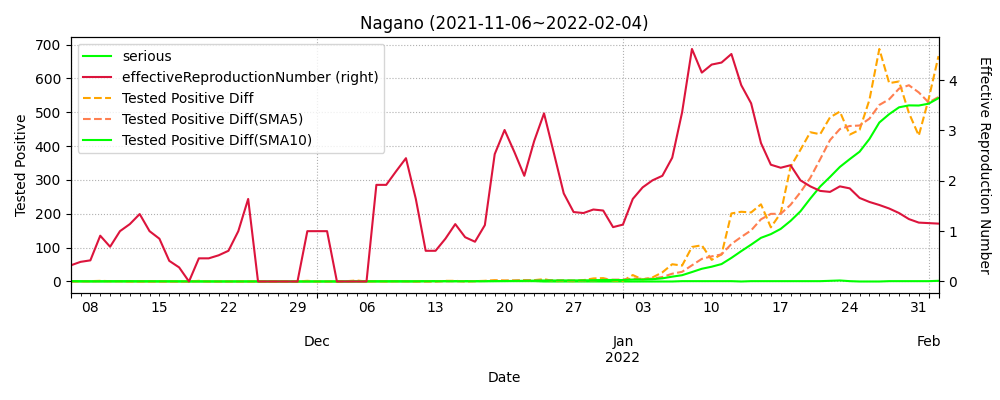 Nagano (2021-11-06~2022-02-04)
serious
effectiveReproductionNumber (right)
Tested Positive Diff
Tested Positive Diff(SMA5)
Tested Positive Diff(SMA10)
Tested Positive
700
600
500
400
300
200
100
0
Effective Reproduction Number
4
3
2
1
0
08 15 22 29 06 13 20 27 03 10 17 24 31
Dec Jan Feb
2022
Date